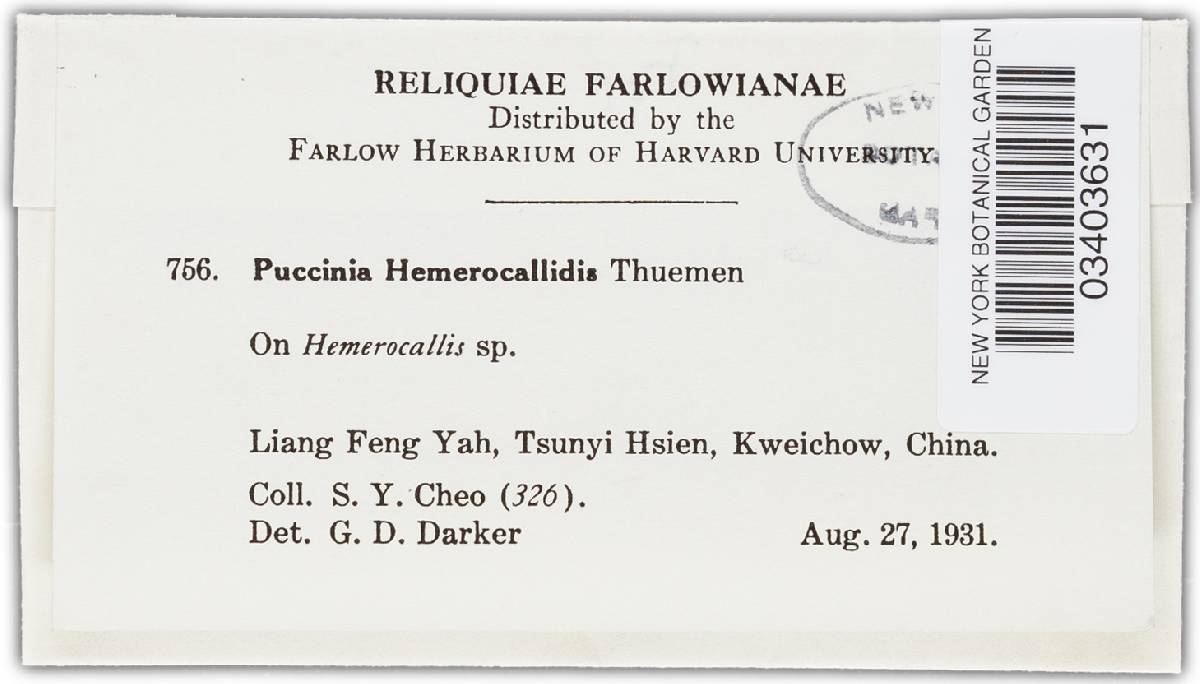 RELIQUIAE FARLOWIANAE
Distributed by the
FARLOW HERBARIUM OF HARVARD UNIVERSITY.
NEW
756. Puccinia Hemerocallidis Thuemen
On Hemerocallis sp.
Liang Feng Yah, Tsunyi Hsien, Kweichow, China.
Coll. S. Y. Cheo (326).
Det. G. D. Darker Aug. 27, 1931.
NEW YORK BOTANICAL GARDEN
03403631